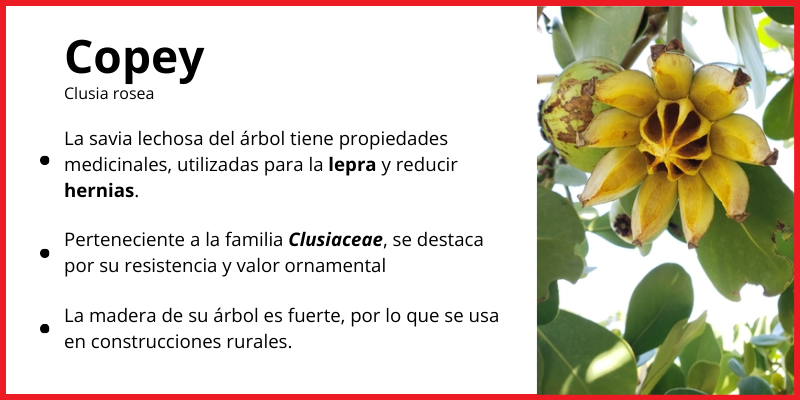 Copey
Clusia rosea
La savia lechosa del árbol tiene propiedades
medicinales, utilizadas para la lepra y reducir
hernias.
Perteneciente a la familia Clusiaceae, se destaca
por su resistencia y valor ornamental
La madera de su árbol es fuerte, por lo que se usa
en construcciones rurales.